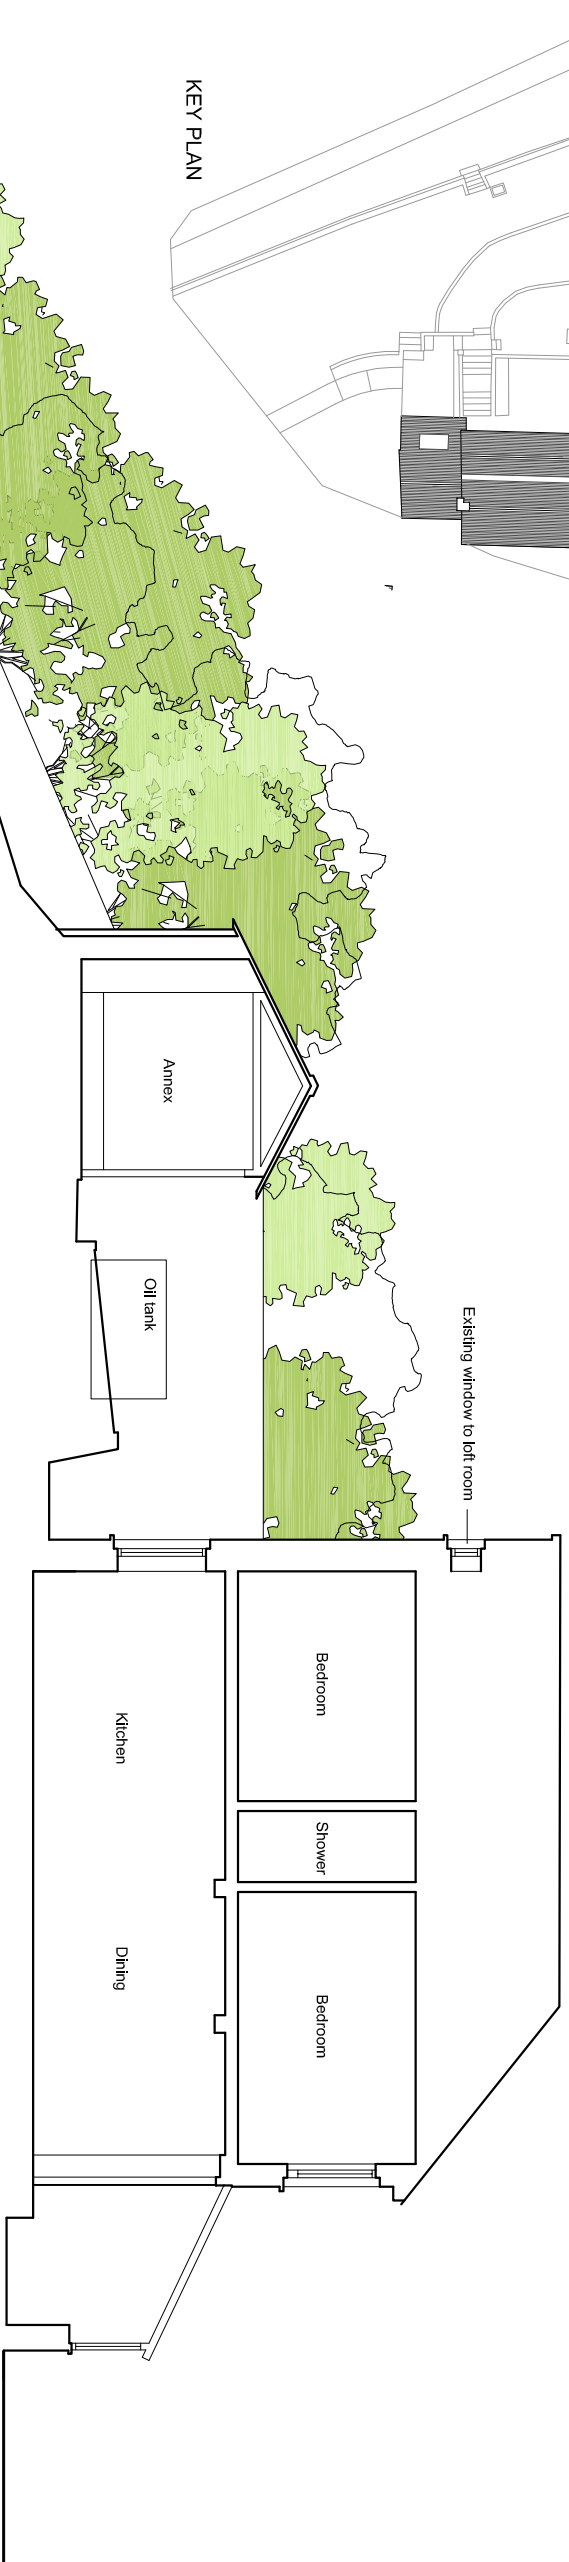 KEY PLAN
Existing window to loft room
Annex
Oil tank
Bedroom
Shower
Bedroom
Kitchen
Dining